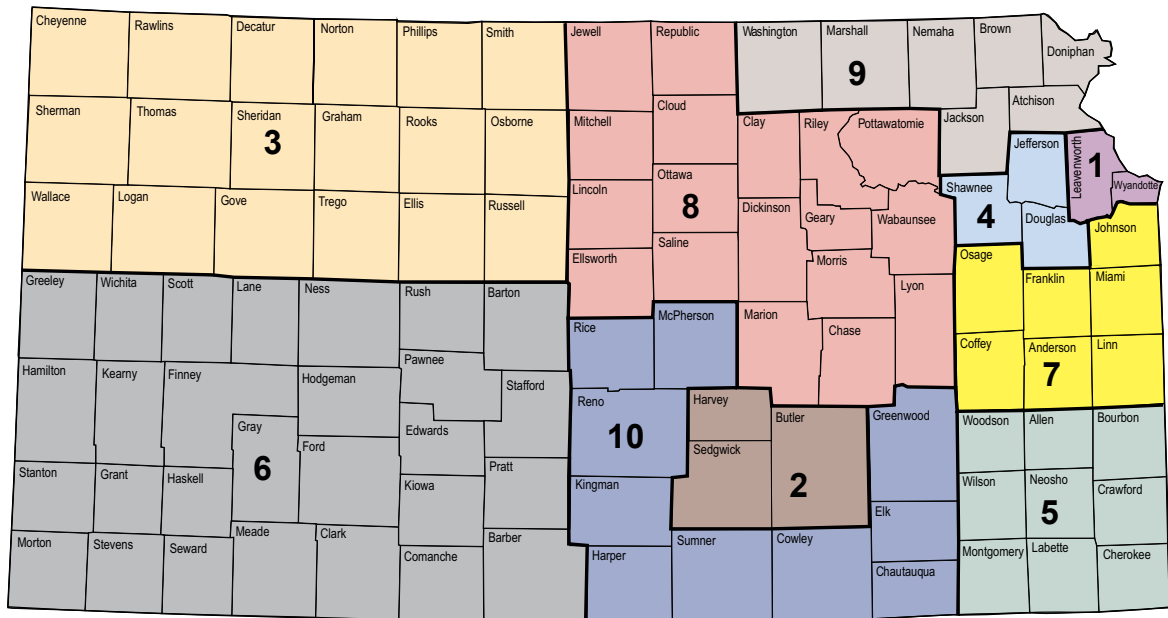 Cheyenne
Rawlins
Decatur
Norton
Phillips
Smith
Jewell
Republic
Washington
Marshall
Nemaha
Brown
Doniphan
9
Sherman
Thomas
Sheridan
3
Graham
Rooks
Osborne
Mitchell
Cloud
Clay
Riley
Pottawatomie
Jackson
Atchison
Jefferson
Leavenworth
1
Wyandotte
Wallace
Logan
Gove
Trego
Ellis
Russell
Lincoln
Ottawa
8
Dickinson
Geary
Wabaunsee
Shawnee
4
Douglas
Johnson
Ellsworth
Saline
Morris
Lyon
Osage
Franklin
Miami
Greeley
Wichita
Scott
Lane
Ness
Rush
Barton
Rice
McPherson
Marion
Chase
Coffey
Anderson
7
Linn
Hamilton
Kearny
Finney
Hodgeman
Pawnee
Stafford
Reno
10
Harvey
Butler
Greenwood
Woodson
Allen
Bourbon
Gray
6
Ford
Edwards
Sedgwick
2
Stanton
Grant
Haskell
Kiowa
Pratt
Kingman
Elk
Wilson
Neosho
5
Crawford
Morton
Stevens
Seward
Meade
Clark
Comanche
Barber
Harper
Sumner
Cowley
Chautauqua
Montgomery
Labette
Cherokee